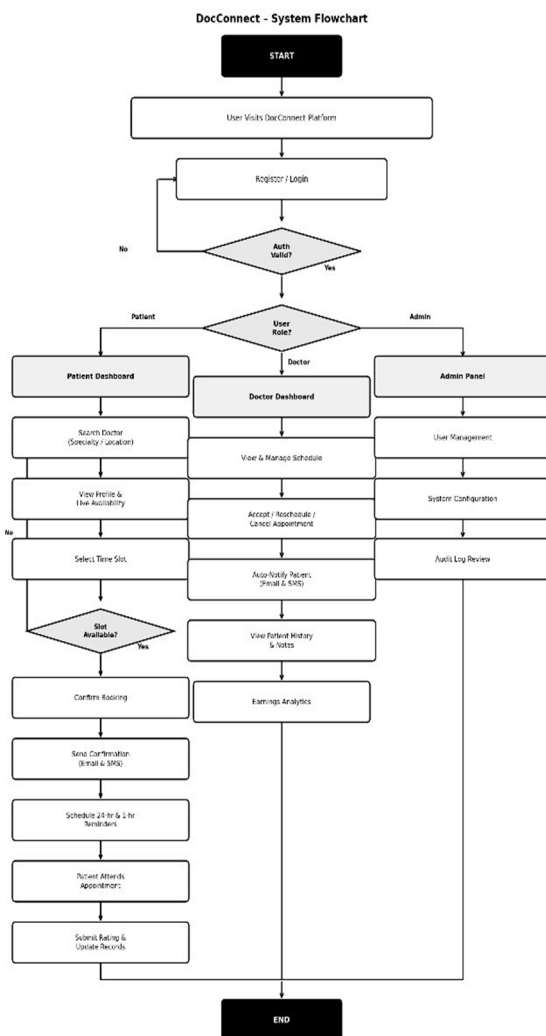 DocConnect – System Flowchart
START
User Visits DocConnect Platform
Register / Login
No
Auth
Valid?
Yes
User
Role?
Patient
Admin
Doctor
Patient Dashboard
Search Doctor
(Specialty / Location)
View Profile &
Live Availability
No
Select Time Slot
Slot
Available?
Yes
Confirm Booking
Send Confirmation
(Email & SMS)
Schedule 24-hr & 1-hr
Reminders
Patient Attends
Appointment
Submit Rating &
Update Records
Doctor Dashboard
View & Manage Schedule
Accept / Reschedule /
Cancel Appointment
Auto-Notify Patient
(Email & SMS)
View Patient History
& Notes
Earnings Analytics
Admin Panel
User Management
System Configuration
Audit Log Review
END